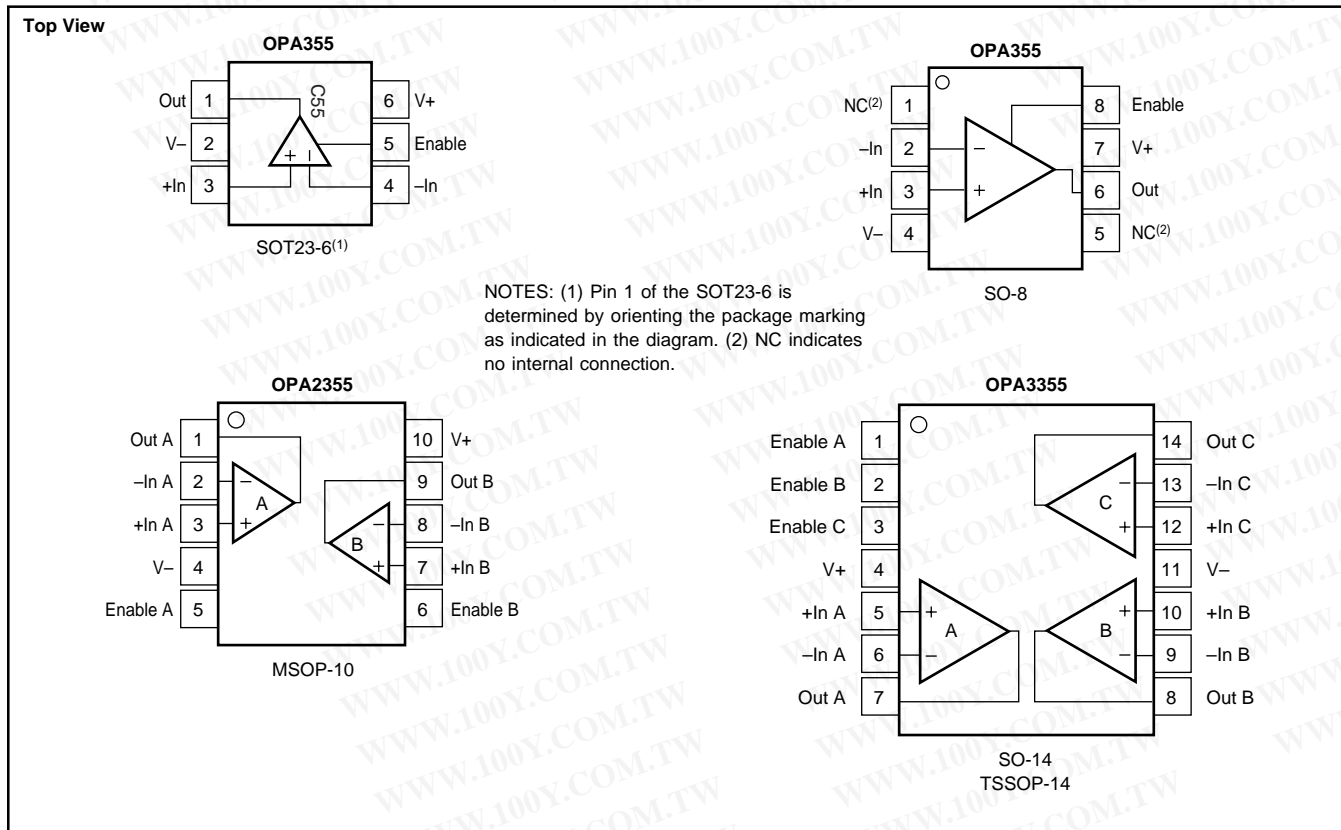 Top View
OPA355
Out 1
V– 2
+In 3
6 V+
5 Enable
4 –In
C55
+ –
SOT23-6(1)
OPA355
NC(2) 1
–In 2
+In 3
V– 4
8 Enable
7 V+
6 Out
5 NC(2)
–
+
SO-8
NOTES: (1) Pin 1 of the SOT23-6 is
determined by orienting the package marking
as indicated in the diagram. (2) NC indicates
no internal connection.
OPA2355
Out A 1
–In A 2
+In A 3
V– 4
Enable A 5
10 V+
9 Out B
8 –In B
7 +In B
6 Enable B
–
A
+
–
B
+
MSOP-10
OPA3355
Enable A 1
Enable B 2
Enable C 3
V+ 4
+In A 5
–In A 6
Out A 7
14 Out C
13 –In C
12 +In C
11 V–
10 +In B
9 –In B
8 Out B
–
C
+
+
A
–
+
B
–
SO-14
TSSOP-14
WWW.100Y.COM.TW